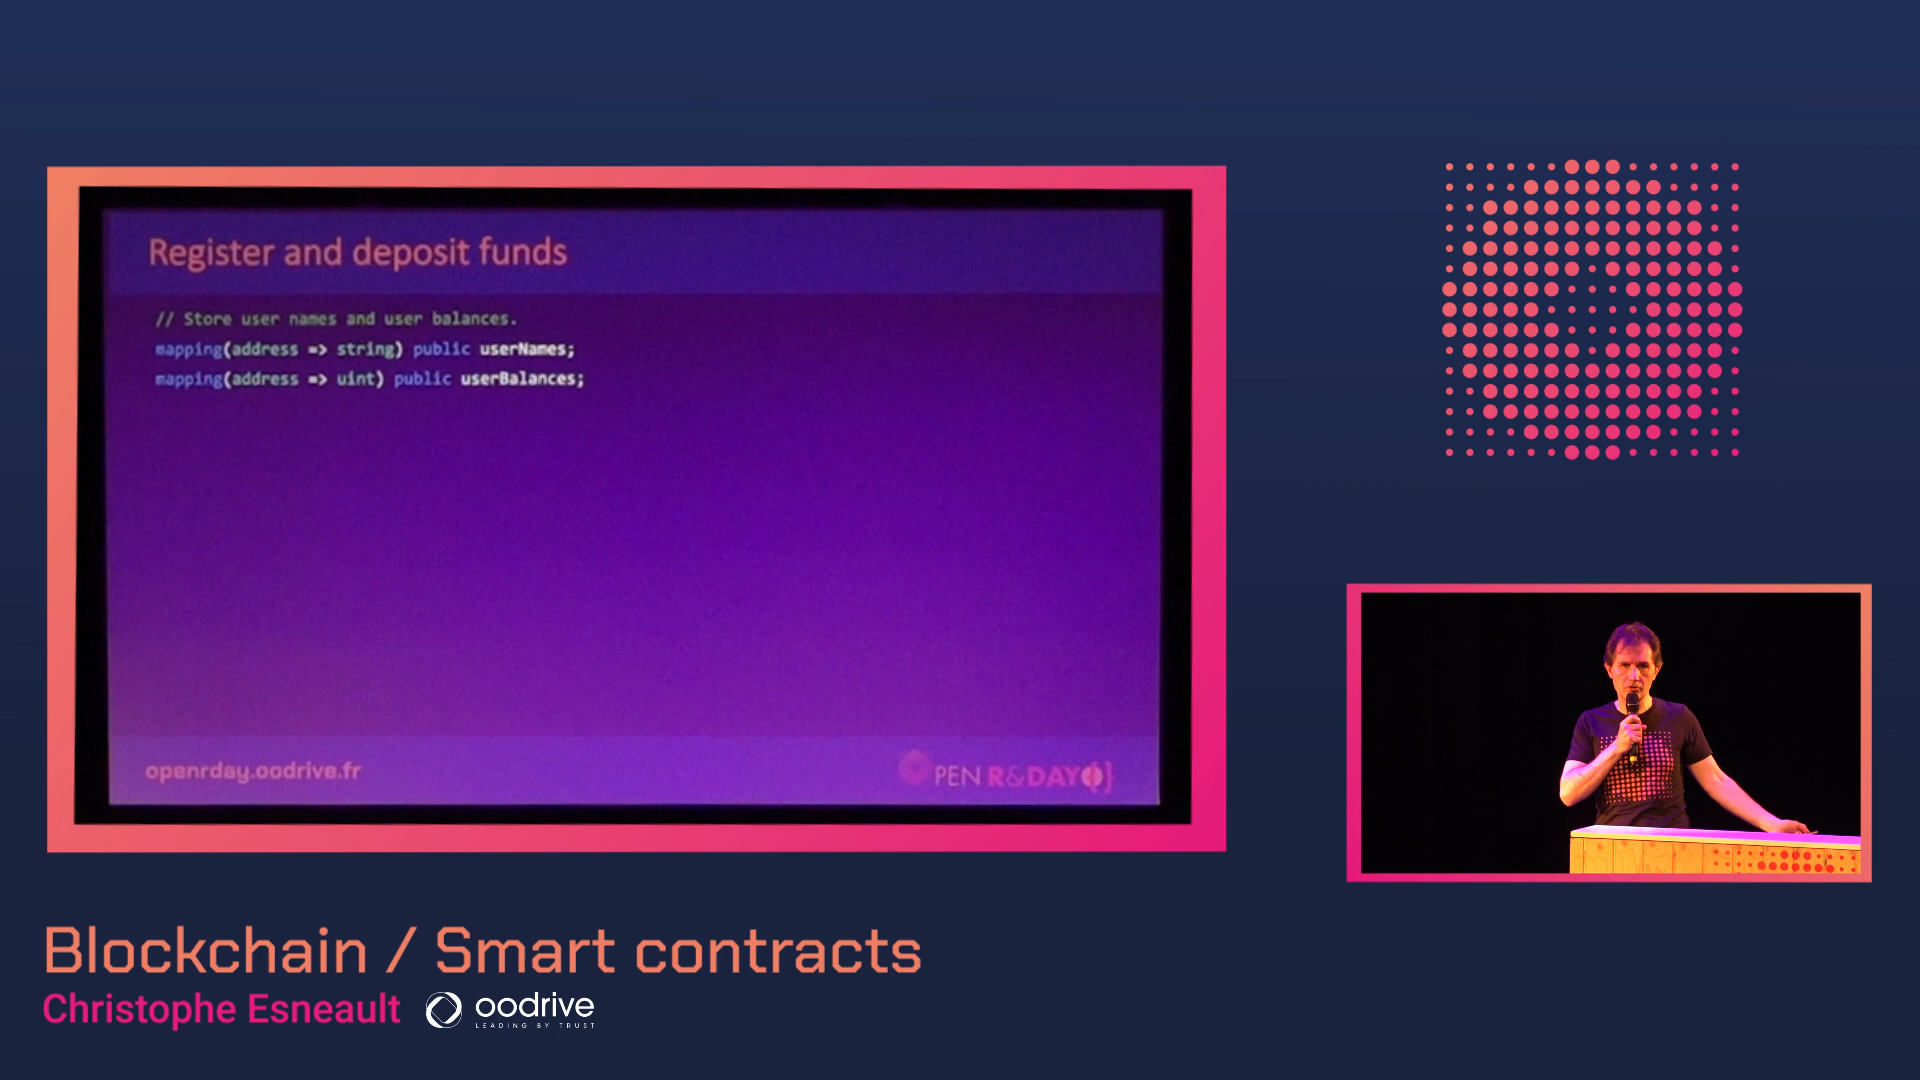 Register and deposit funds
// Store user names and user balances.
mapping(address => string) public userNames;
mapping(address => uint) public userBalances;
openrday.oodrive.fr
PEN R&DAY{}
Blockchain / Smart contracts
Christophe Esneault
oodrive
LEADING BY TRUST